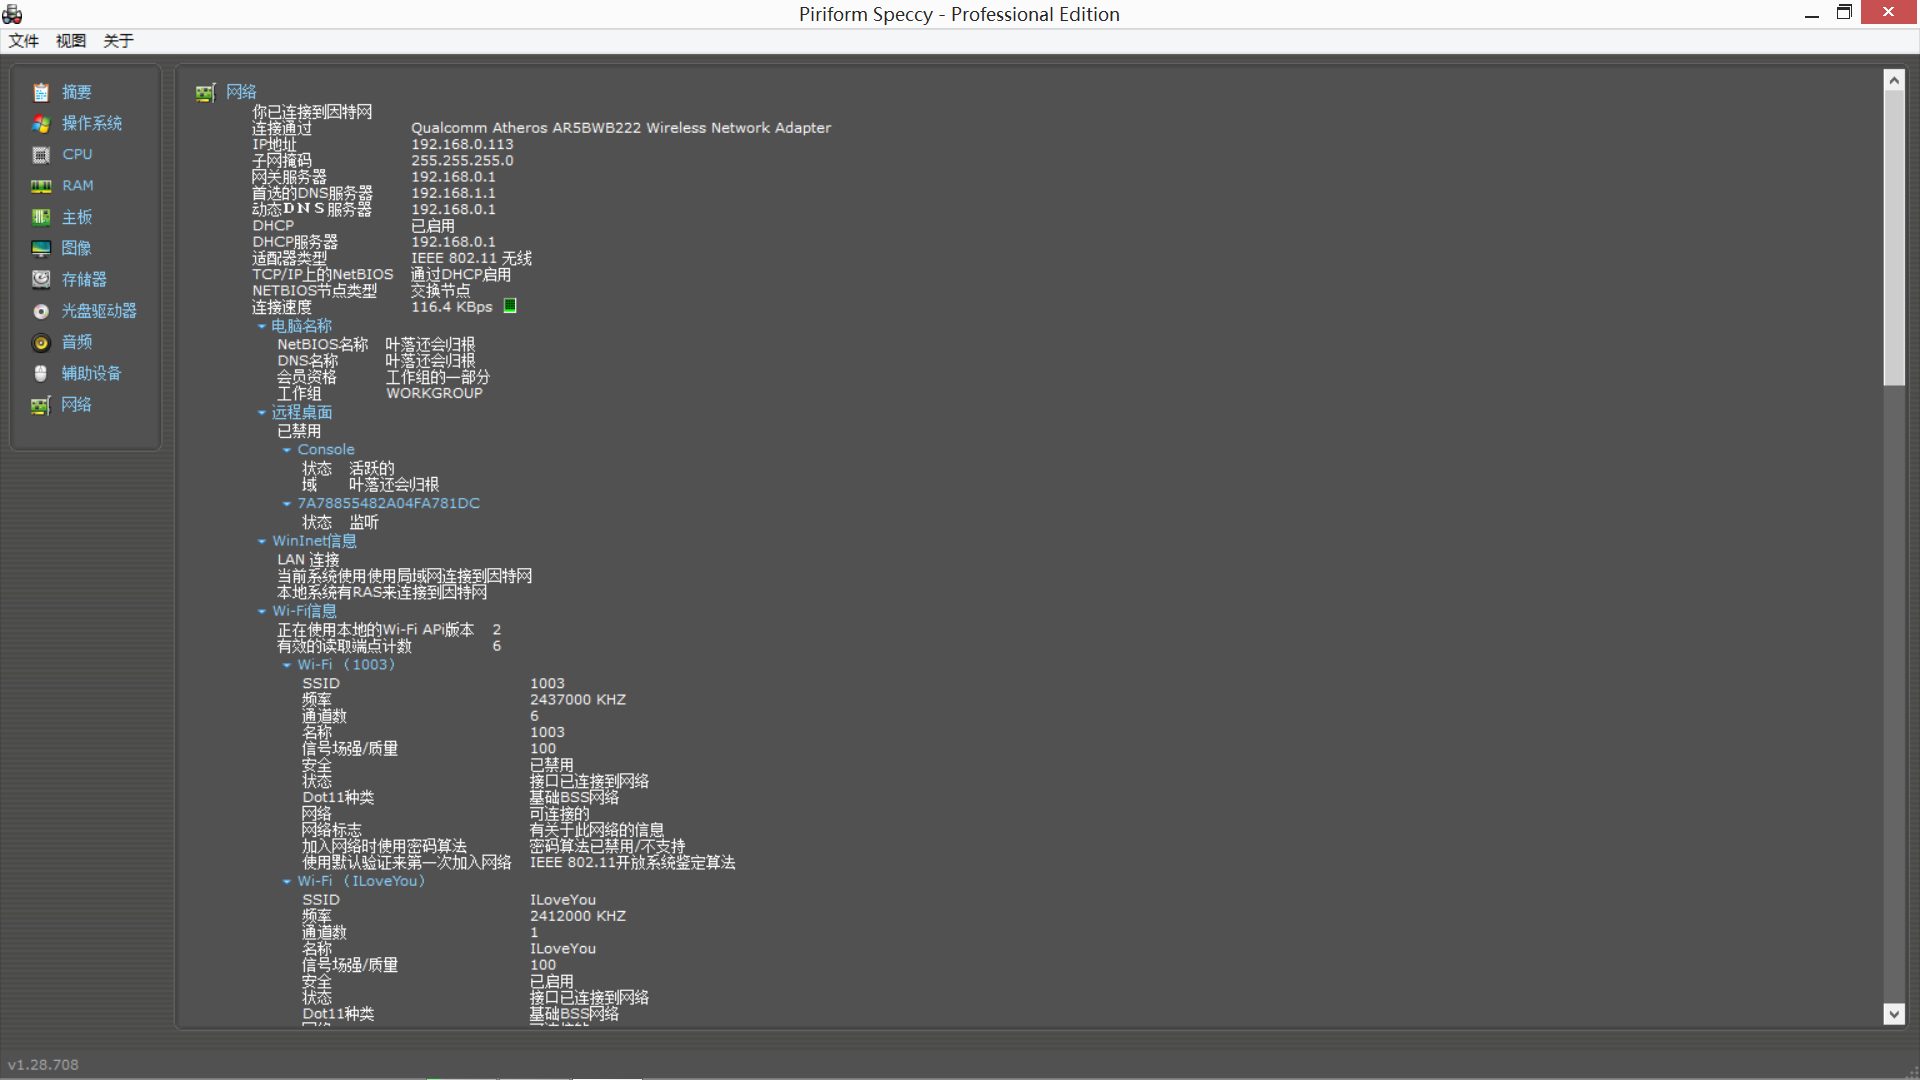 Piriform Speccy - Professional Edition
文件 视图 关于
摘要
操作系统
CPU
RAM
主板
图像
存储器
光盘驱动器
音频
辅助设备
网络
网络
你已连接到因特网
连接通过 Qualcomm Atheros AR5BWB222 Wireless Network Adapter
IP地址 192.168.0.113
子网掩码 255.255.255.0
网关服务器 192.168.0.1
首选的DNS服务器 192.168.1.1
动态DNS服务器 192.168.0.1
DHCP 已启用
DHCP服务器 192.168.0.1
适配器类型 IEEE 802.11 无线
TCP/IP上的NetBIOS 通过DHCP启用
NETBIOS节点类型 交换节点
连接速度 116.4 KBps
电脑名称
NetBIOS名称 叶落还会归根
DNS名称 叶落还会归根
会员资格 工作组的一部分
工作组 WORKGROUP
远程桌面
已禁用
Console
状态 活跃的
域 叶落还会归根
7A78855482A04FA781DC
状态 监听
WinInet信息
LAN 连接
当前系统使用使用局域网连接到因特网
本地系统有RAS来连接到因特网
Wi-Fi信息
正在使用本地的Wi-Fi APi版本 2
有效的读取端点计数 6
Wi-Fi （1003）
SSID 1003
频率 2437000 KHZ
通道数 6
名称 1003
信号场强/质量 100
安全 已禁用
状态 接口已连接到网络
Dot11种类 基础BSS网络
网络 可连接的
网络标志 有关于此网络的信息
加入网络时使用密码算法 密码算法已禁用/不支持
使用默认验证来第一次加入网络 IEEE 802.11开放系统鉴定算法
Wi-Fi （ILoveYou）
SSID ILoveYou
频率 2412000 KHZ
通道数 1
名称 ILoveYou
信号场强/质量 100
安全 已启用
状态 接口已连接到网络
Dot11种类 基础BSS网络
v1.28.708